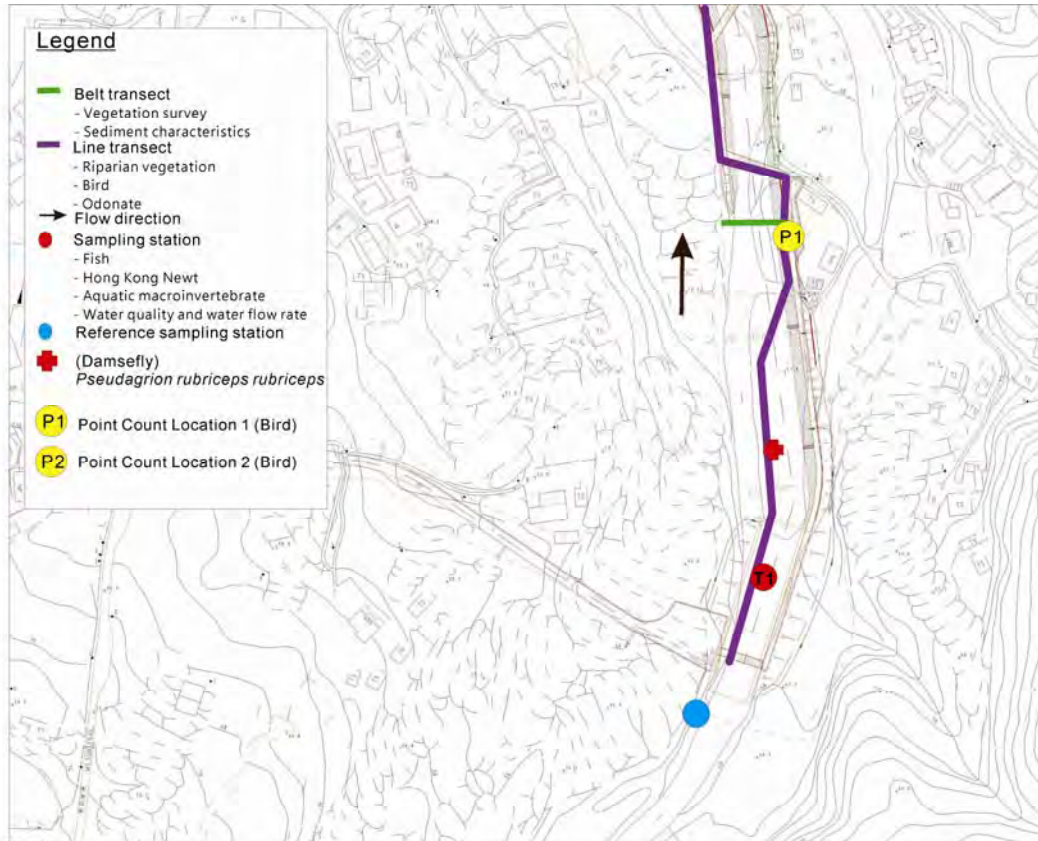 Legend
Belt transect
- Vegetation survey
- Sediment characteristics
Line transect
- Riparian vegetation
- Bird
- Odonate
Flow direction
Sampling station
- Fish
- Hong Kong Newt
- Aquatic macroinvertebrate
- Water quality and water flow rate
Reference sampling station
(Damsefly)
Pseudagrion rubriceps rubriceps
P1 Point Count Location 1 (Bird)
P2 Point Count Location 2 (Bird)
P1
T1